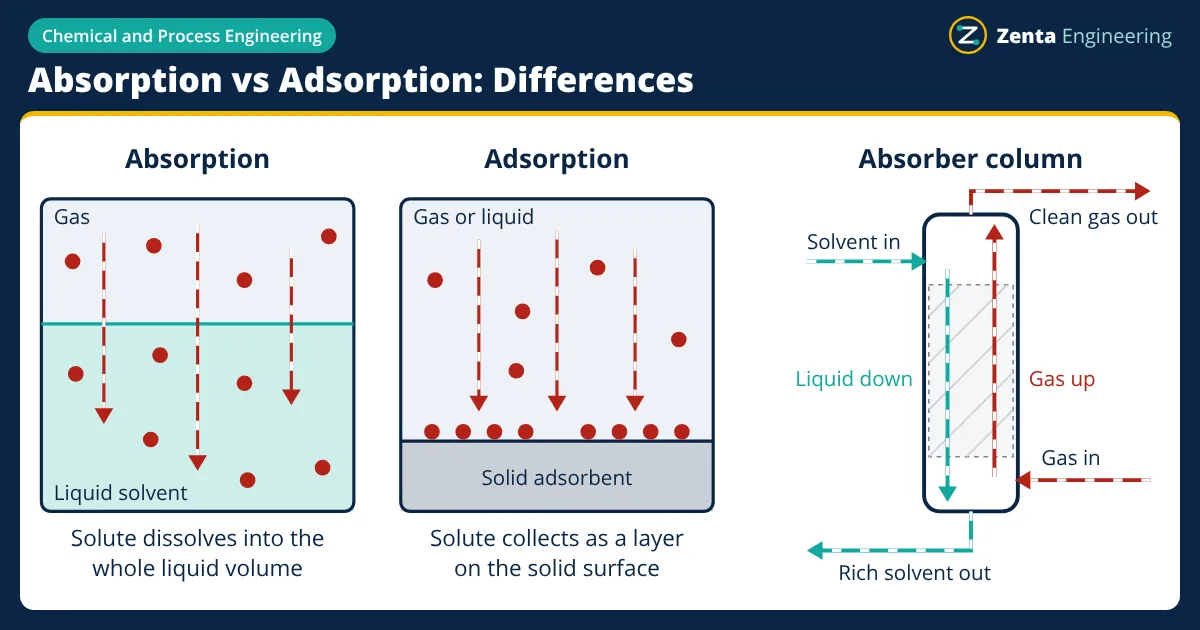 Chemical and Process Engineering
Zenta Engineering
Absorption vs Adsorption: Differences
Absorption
Gas
Liquid solvent
Solute dissolves into the
whole liquid volume
Adsorption
Gas or liquid
Solid adsorbent
Solute collects as a layer
on the solid surface
Absorber column
Clean gas out
Solvent in
Liquid down
Gas up
Gas in
Rich solvent out